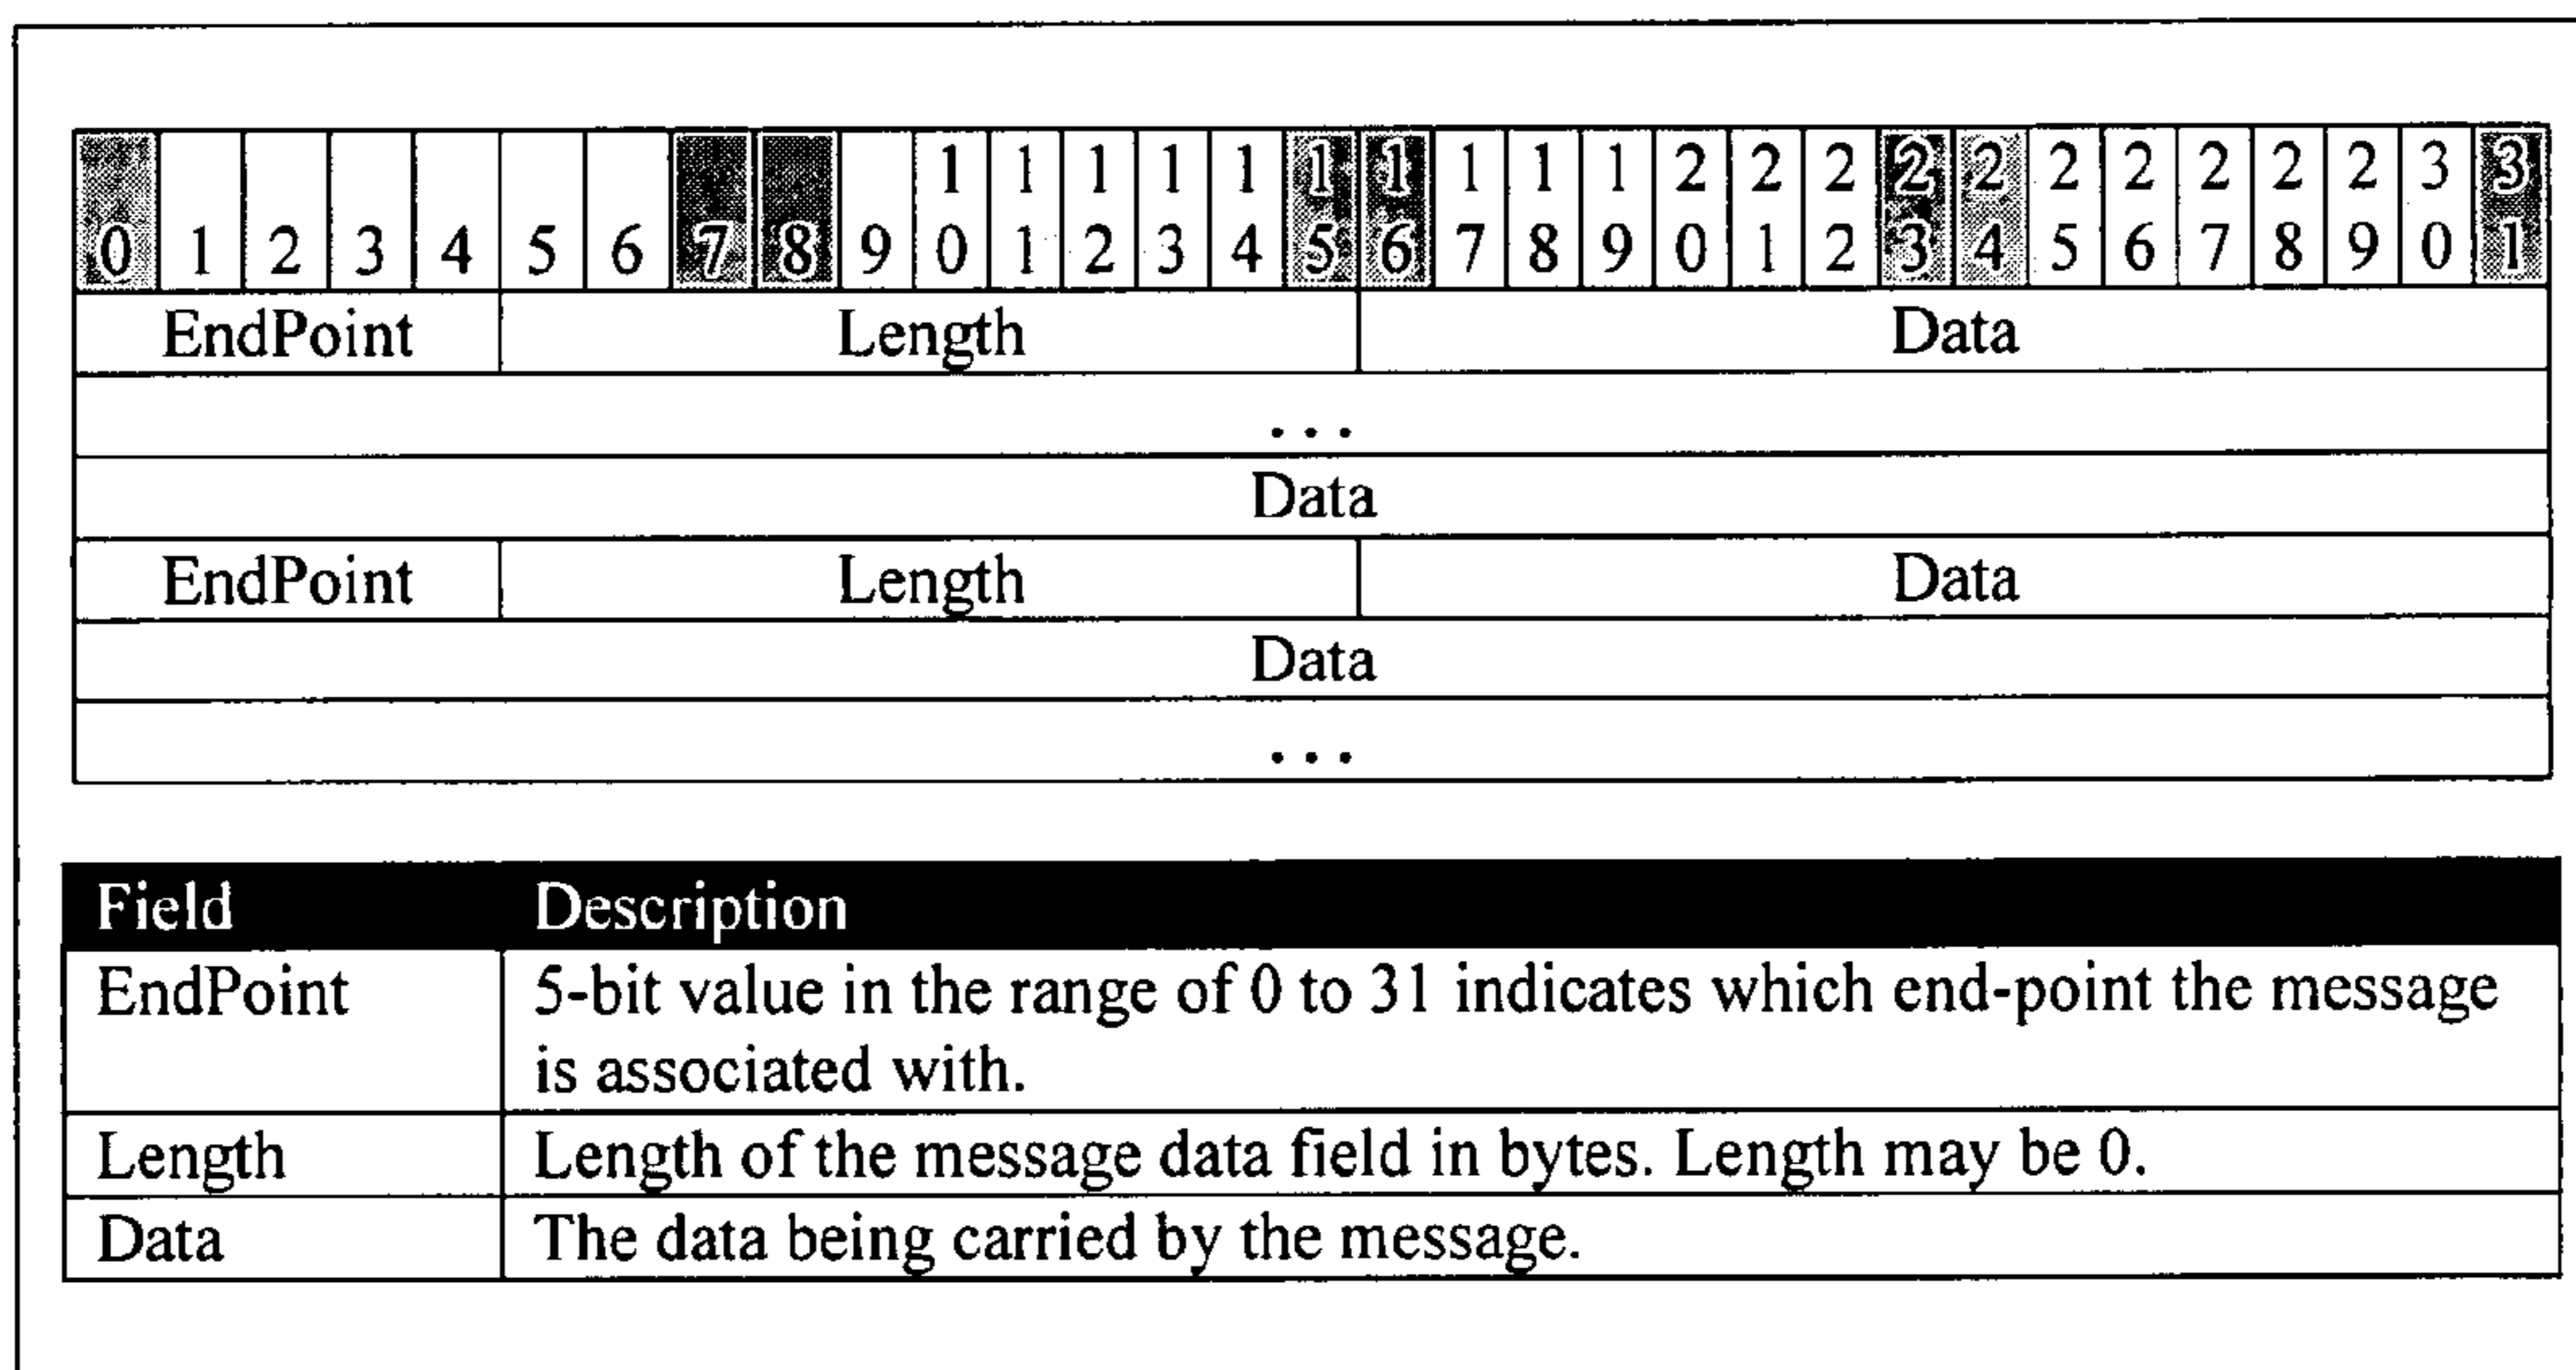 0 1 2 3 4 5 6 7 8 9 10 11 12 13 14 15 16 17 18 19 20 21 22 23 24 25 26 27 28 29 30 31
EndPoint Length Data
...
Data
EndPoint Length Data
Data
...
Field Description
EndPoint 5-bit value in the range of 0 to 31 indicates which end-point the message
is associated with.
Length Length of the message data field in bytes. Length may be 0.
Data The data being carried by the message.